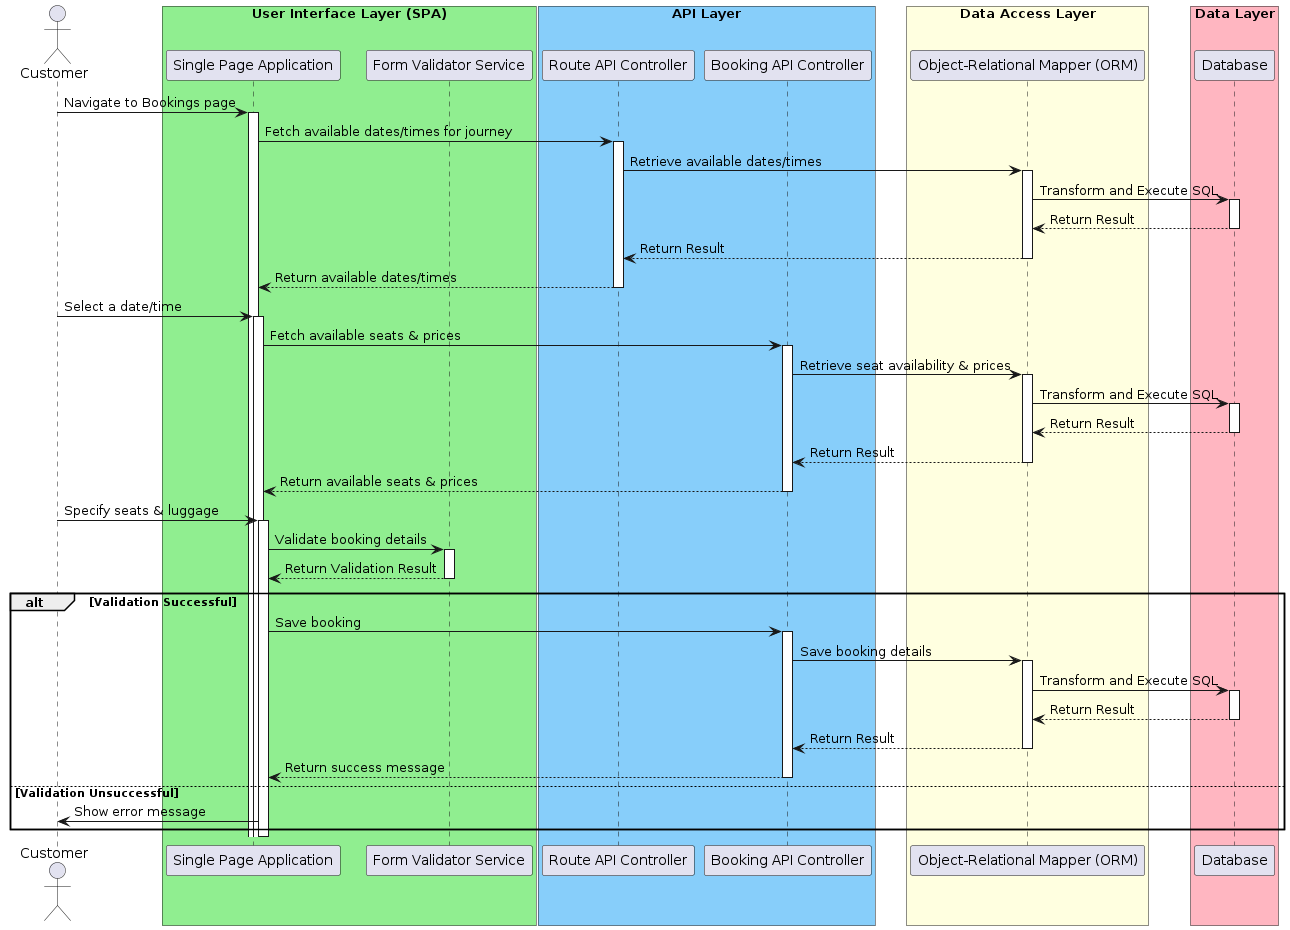 User Interface Layer (SPA)
API Layer
Data Access Layer
Data Layer
Customer
Single Page Application
Form Validator Service
Route API Controller
Booking API Controller
Object-Relational Mapper (ORM)
Database
Navigate to Bookings page
Fetch available dates/times for journey
Retrieve available dates/times
Transform and Execute SQL
Return Result
Return Result
Return available dates/times
Select a date/time
Fetch available seats & prices
Retrieve seat availability & prices
Transform and Execute SQL
Return Result
Return Result
Return available seats & prices
Specify seats & luggage
Validate booking details
Return Validation Result
alt
[Validation Successful]
Save booking
Save booking details
Transform and Execute SQL
Return Result
Return Result
Return success message
[Validation Unsuccessful]
Show error message
Customer
Single Page Application
Form Validator Service
Route API Controller
Booking API Controller
Object-Relational Mapper (ORM)
Database